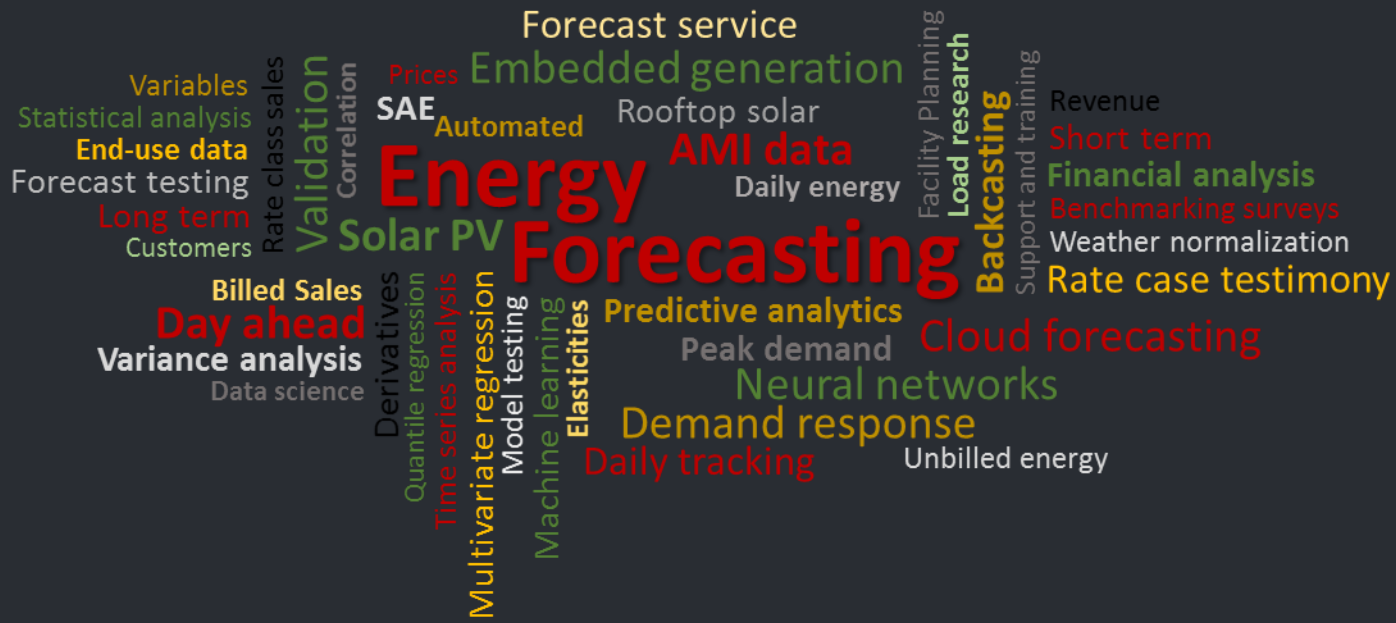 Forecast service
Embedded generation
Prices
SAE
Automated
Rooftop solar
AMI data
Daily energy
Energy
Forecasting
Solar PV
Variables
Statistical analysis
End-use data
Forecast testing
Long term
Customers
Rate class sales
Validation
Correlation
Facility Planning
Load research
Backcasting
Support and training
Revenue
Short term
Financial analysis
Benchmarking surveys
Weather normalization
Rate case testimony
Billed Sales
Day ahead
Variance analysis
Data science
Derivatives
Quantile regression
Time series analysis
Multivariate regression
Model testing
Machine learning
Elasticities
Predictive analytics
Peak demand
Cloud forecasting
Neural networks
Demand response
Daily tracking
Unbilled energy